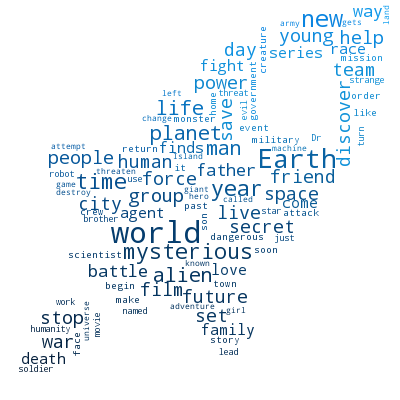 army
gets
land
new
way
creature
young
help
day
series
race
mission
fight
government
team
strange
left
home
threat
evil
power
discover
order
life
save
like
change
monster
event
turn
planet
military
Dr
attempt
return
finds
man
machine
people
Island
it
Earth
human
robot
threaten
father
friend
time
use
force
giant
year
space
game
destroy
group
hero
called
come
city
past
live
star
attack
crew
agent
son
brother
world
secret
dangerous
just
mysterious
scientist
soon
known
battle
alien
love
begin
film
town
future
make
work
adventure
girl
stop
universe
movie
named
set
humanity
family
war
face
story
death
lead
soldier